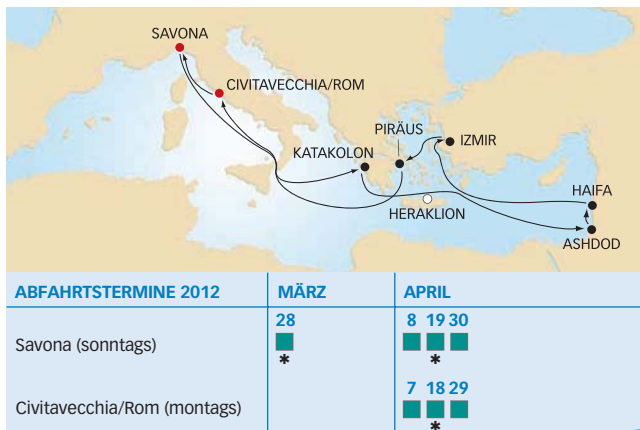 SAVONA
CIVITAVECCHIA/ROM
PIRÄUS
IZMIR
KATAKOLON
HAIFA
HERAKLION
ASHDOD
ABFAHRTSTERMINE 2012 MÄRZ APRIL
28 8 19 30
Savona (sonntags)
* *
7 18 29
Civitavecchia/Rom (montags)
*